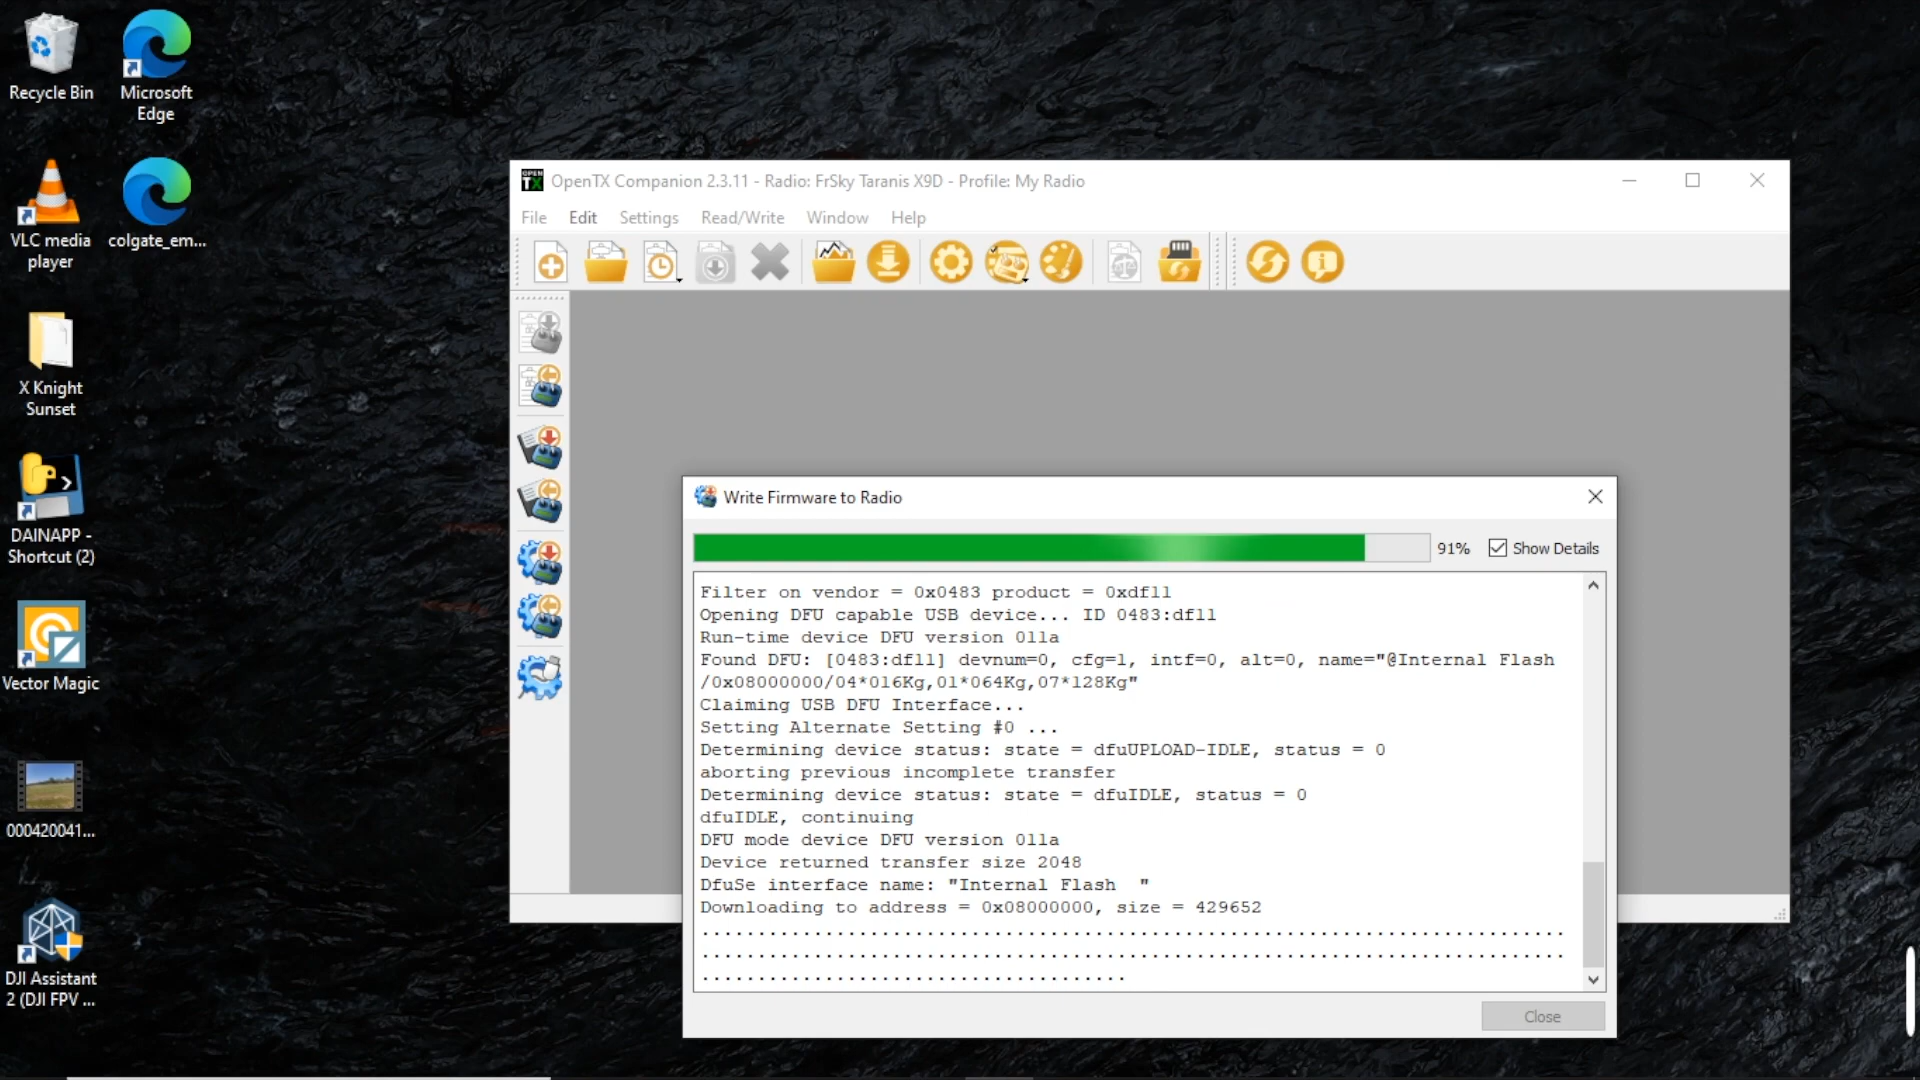 Recycle Bin
Microsoft
Edge
VLC media
player
colgate_em...
X Knight
Sunset
DAINAPP -
Shortcut (2)
Vector Magic
000420041...
DJI Assistant
2 (DJI FPV ...
OPEN
TX
OpenTX Companion 2.3.11 - Radio: FrSky Taranis X9D - Profile: My Radio
File Edit Settings Read/Write Window Help
Write Firmware to Radio
91% Show Details
Filter on vendor = 0x0483 product = 0xdf11
Opening DFU capable USB device... ID 0483:df11
Run-time device DFU version 011a
Found DFU: [0483:df11] devnum=0, cfg=1, intf=0, alt=0, name="@Internal Flash
/0x08000000/04*016Kg,01*064Kg,07*128Kg"
Claiming USB DFU Interface...
Setting Alternate Setting #0 ...
Determining device status: state = dfuUPLOAD-IDLE, status = 0
aborting previous incomplete transfer
Determining device status: state = dfuIDLE, status = 0
dfuIDLE, continuing
DFU mode device DFU version 011a
Device returned transfer size 2048
DfuSe interface name: "Internal Flash  "
Downloading to address = 0x08000000, size = 429652
.............................................................................
.............................................................................
......................................
Close